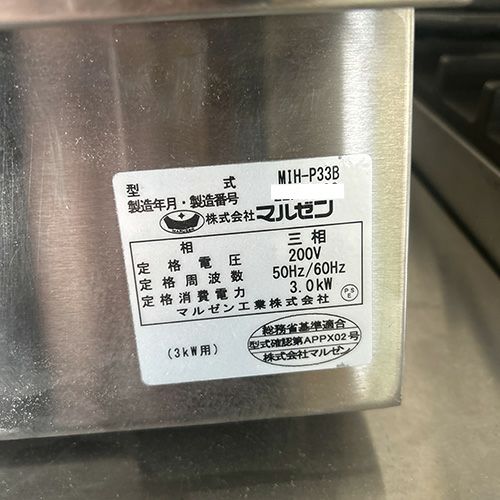 型式 MIH-P33B
製造年月・製造番号
株式会社 マルゼン
相 三相
定格電圧 200V
定格周波数 50Hz/60Hz
定格消費電力 3.0kW
マルゼン工業株式会社
PSE
(3kW用)
総務省基準適合
型式確認第APPX02号
株式会社マルゼン